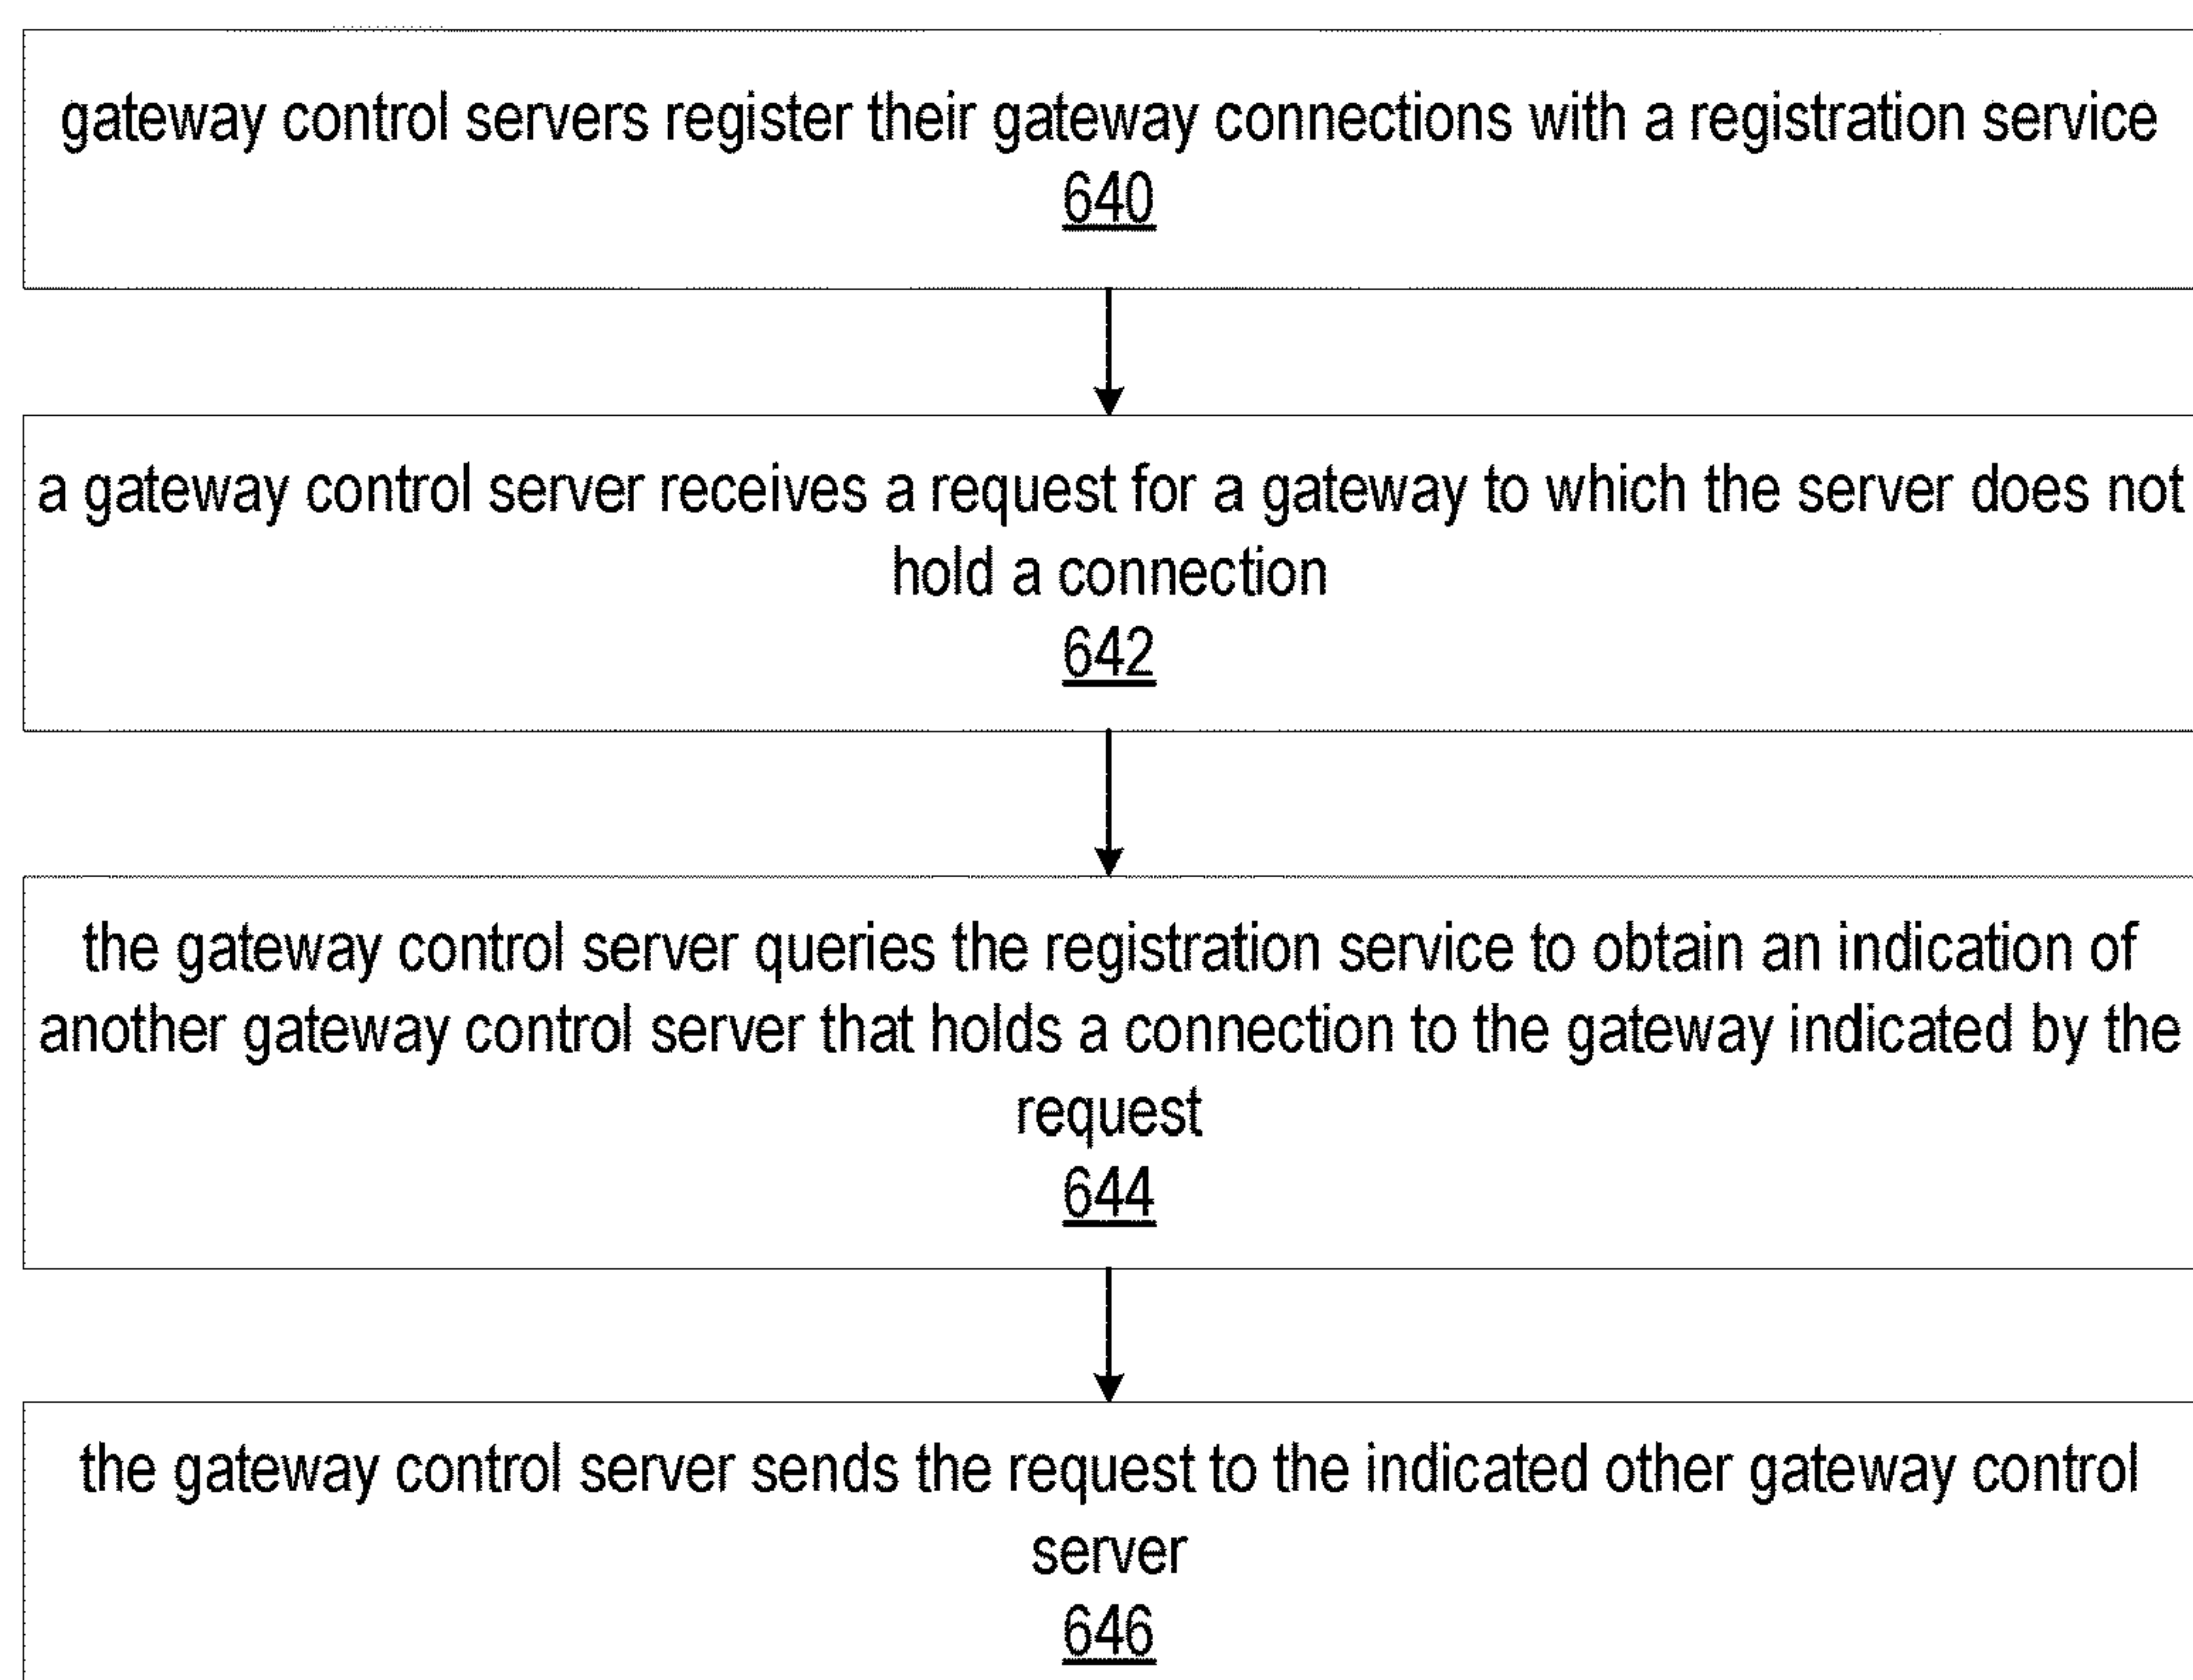 gateway control servers register their gateway connections with a registration service
640
a gateway control server receives a request for a gateway to which the server does not
hold a connection
642
the gateway control server queries the registration service to obtain an indication of
another gateway control server that holds a connection to the gateway indicated by the
request
644
the gateway control server sends the request to the indicated other gateway control
server
646